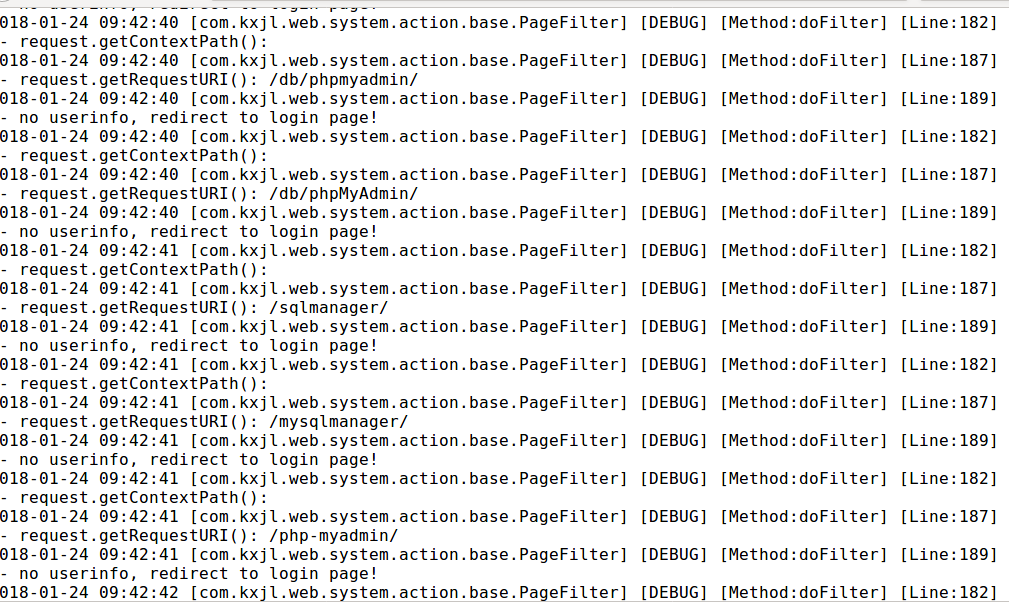 - no userinfo, redirect to login page!
018-01-24 09:42:40 [com.kxjl.web.system.action.base.PageFilter] [DEBUG] [Method:doFilter] [Line:182]
- request.getContextPath():
018-01-24 09:42:40 [com.kxjl.web.system.action.base.PageFilter] [DEBUG] [Method:doFilter] [Line:187]
- request.getRequestURI(): /db/phpmyadmin/
018-01-24 09:42:40 [com.kxjl.web.system.action.base.PageFilter] [DEBUG] [Method:doFilter] [Line:189]
- no userinfo, redirect to login page!
018-01-24 09:42:40 [com.kxjl.web.system.action.base.PageFilter] [DEBUG] [Method:doFilter] [Line:182]
- request.getContextPath():
018-01-24 09:42:40 [com.kxjl.web.system.action.base.PageFilter] [DEBUG] [Method:doFilter] [Line:187]
- request.getRequestURI(): /db/phpMyAdmin/
018-01-24 09:42:40 [com.kxjl.web.system.action.base.PageFilter] [DEBUG] [Method:doFilter] [Line:189]
- no userinfo, redirect to login page!
018-01-24 09:42:41 [com.kxjl.web.system.action.base.PageFilter] [DEBUG] [Method:doFilter] [Line:182]
- request.getContextPath():
018-01-24 09:42:41 [com.kxjl.web.system.action.base.PageFilter] [DEBUG] [Method:doFilter] [Line:187]
- request.getRequestURI(): /sqlmanager/
018-01-24 09:42:41 [com.kxjl.web.system.action.base.PageFilter] [DEBUG] [Method:doFilter] [Line:189]
- no userinfo, redirect to login page!
018-01-24 09:42:41 [com.kxjl.web.system.action.base.PageFilter] [DEBUG] [Method:doFilter] [Line:182]
- request.getContextPath():
018-01-24 09:42:41 [com.kxjl.web.system.action.base.PageFilter] [DEBUG] [Method:doFilter] [Line:187]
- request.getRequestURI(): /mysqlmanager/
018-01-24 09:42:41 [com.kxjl.web.system.action.base.PageFilter] [DEBUG] [Method:doFilter] [Line:189]
- no userinfo, redirect to login page!
018-01-24 09:42:41 [com.kxjl.web.system.action.base.PageFilter] [DEBUG] [Method:doFilter] [Line:182]
- request.getContextPath():
018-01-24 09:42:41 [com.kxjl.web.system.action.base.PageFilter] [DEBUG] [Method:doFilter] [Line:187]
- request.getRequestURI(): /php-myadmin/
018-01-24 09:42:41 [com.kxjl.web.system.action.base.PageFilter] [DEBUG] [Method:doFilter] [Line:189]
- no userinfo, redirect to login page!
018-01-24 09:42:42 [com.kxjl.web.system.action.base.PageFilter] [DEBUG] [Method:doFilter] [Line:182]